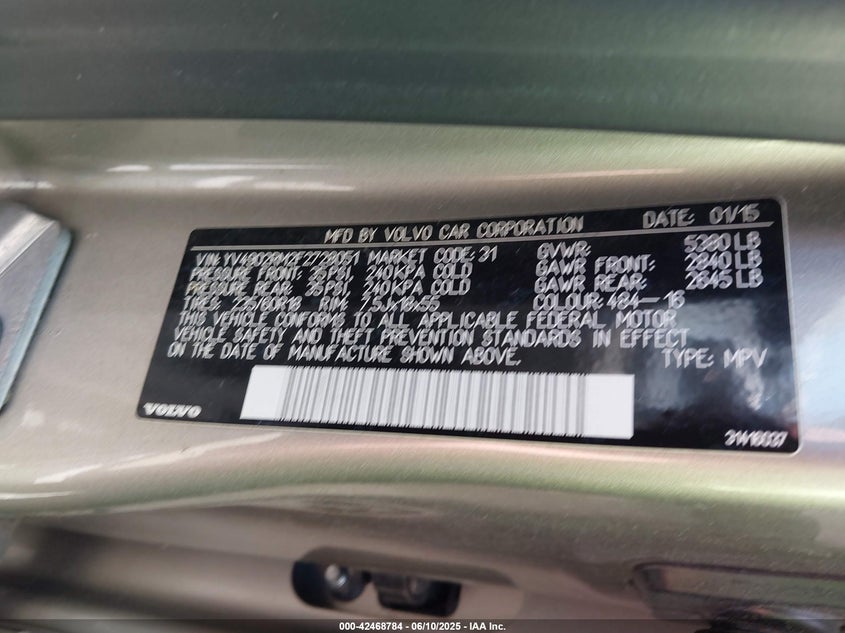 MFD BY VOLVO CAR CORPORATION DATE: 01/15
VIN: YV4902RM2F2728051 MARKET CODE: 31 GVWR: 5380 LB
PRESSURE FRONT: 35 PSI, 240 KPA COLD GAWR FRONT: 2840 LB
PRESSURE REAR: 35 PSI, 240 KPA COLD GAWR REAR: 2645 LB
TIRES: 235/60R18 RIM: 7,5Jx18x55 COLOUR: 484-16
THIS VEHICLE CONFORMS TO ALL APPLICABLE FEDERAL MOTOR
VEHICLE SAFETY AND THEFT PREVENTION STANDARDS IN EFFECT
ON THE DATE OF MANUFACTURE SHOWN ABOVE. TYPE: MPV
VOLVO 31416037
000-42468784 - 06/10/2025 - IAA Inc.